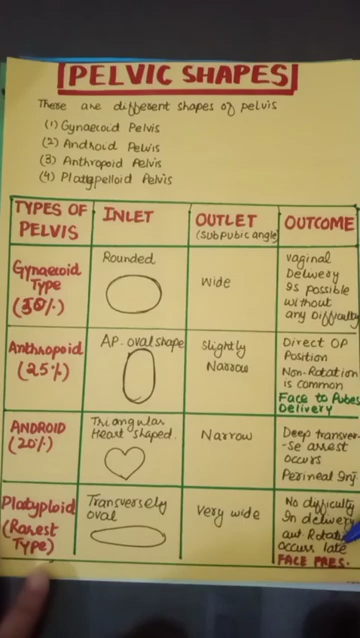 PELVIC SHAPES
There are different shapes of pelvis
(1) Gynaecoid Pelvis
(2) Android Pelvis
(3) Anthropoid Pelvis
(4) Platypelloid Pelvis
TYPES OF PELVIS
INLET
OUTLET (Subpubic angle)
OUTCOME
Gynaecoid Type (50%)
Rounded
Wide
vaginal
Delivery
Is possible
without
any Difficulty
Anthropoid (25%)
AP. oval shape
Slightly Narrow
Direct OP
Position
Non-Rotation
is common
Face to Pubes
Delivery
ANDROID (20%)
Triangular
Heart shaped.
Narrow
Deep transver-
-se arrest
occurs
Perineal Inj
Platyploid (Rarest Type)
Transversely
oval
Very wide
No difficulty
In delivery
but
occurs late
FACE PRES.